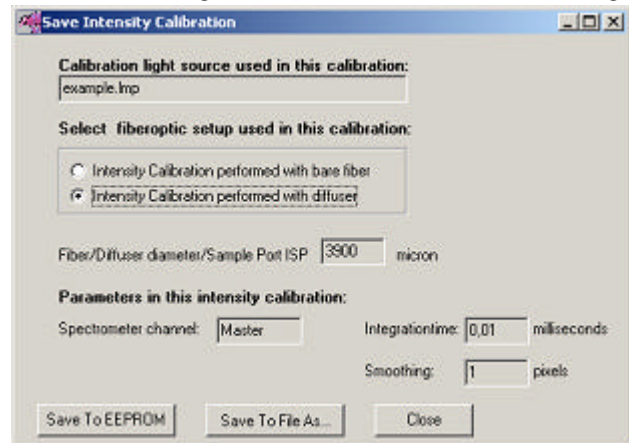 Save Intensity Calibration
Calibration light source used in this calibration:
example.lmp
Select fiberoptic setup used in this calibration:
Intensity Calibration performed with bare fiber
Intensity Calibration performed with diffuser
Fiber/Diffuser diameter/Sample Port ISP 3900 micron
Parameters in this intensity calibration:
Spectrometer channel: Master Integrationtime: 0,01 milliseconds
Smoothing: 1 pixels
Save To EEPROM Save To File As... Close